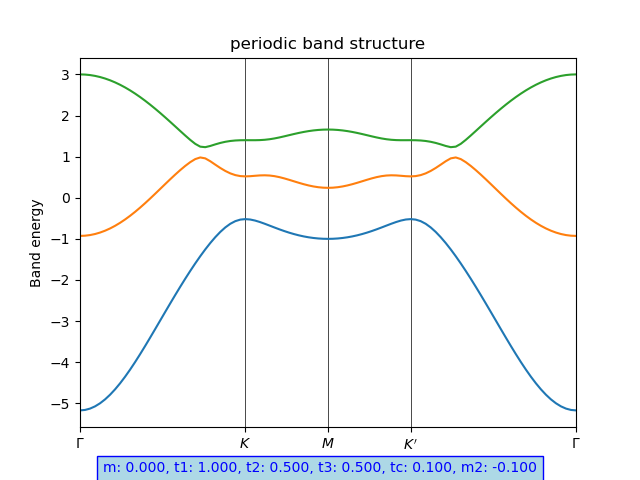 periodic band structure
Band energy
3
2
1
0
−1
−2
−3
−4
−5
Γ K M K′ Γ
m: 0.000, t1: 1.000, t2: 0.500, t3: 0.500, tc: 0.100, m2: -0.100